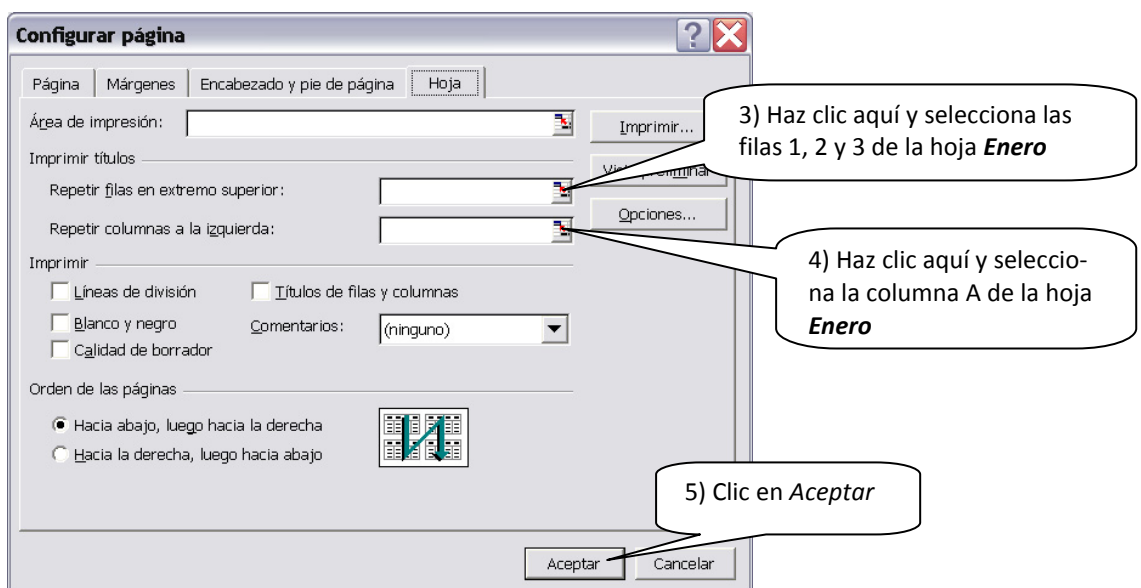 Configurar página
Página
Márgenes
Encabezado y pie de página
Hoja
Área de impresión:
Imprimir...
3) Haz clic aquí y selecciona las
filas 1, 2 y 3 de la hoja Enero
Imprimir títulos
Repetir filas en extremo superior:
Repetir columnas a la izquierda:
Opciones...
4) Haz clic aquí y seleccio-
na la columna A de la hoja
Enero
Imprimir
Líneas de división
Títulos de filas y columnas
Blanco y negro
Comentarios:
(ninguno)
Calidad de borrador
Orden de las páginas
Hacia abajo, luego hacia la derecha
Hacia la derecha, luego hacia abajo
5) Clic en Aceptar
Aceptar
Cancelar